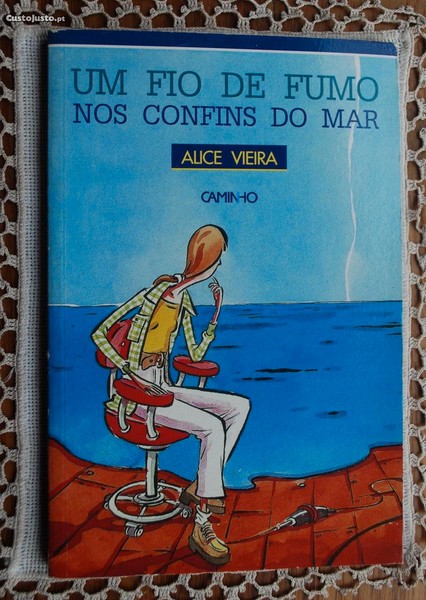 CustoJusto.pt
UM FIO DE FUMO
NOS CONFINS DO MAR
ALICE VIEIRA
CAMINHO